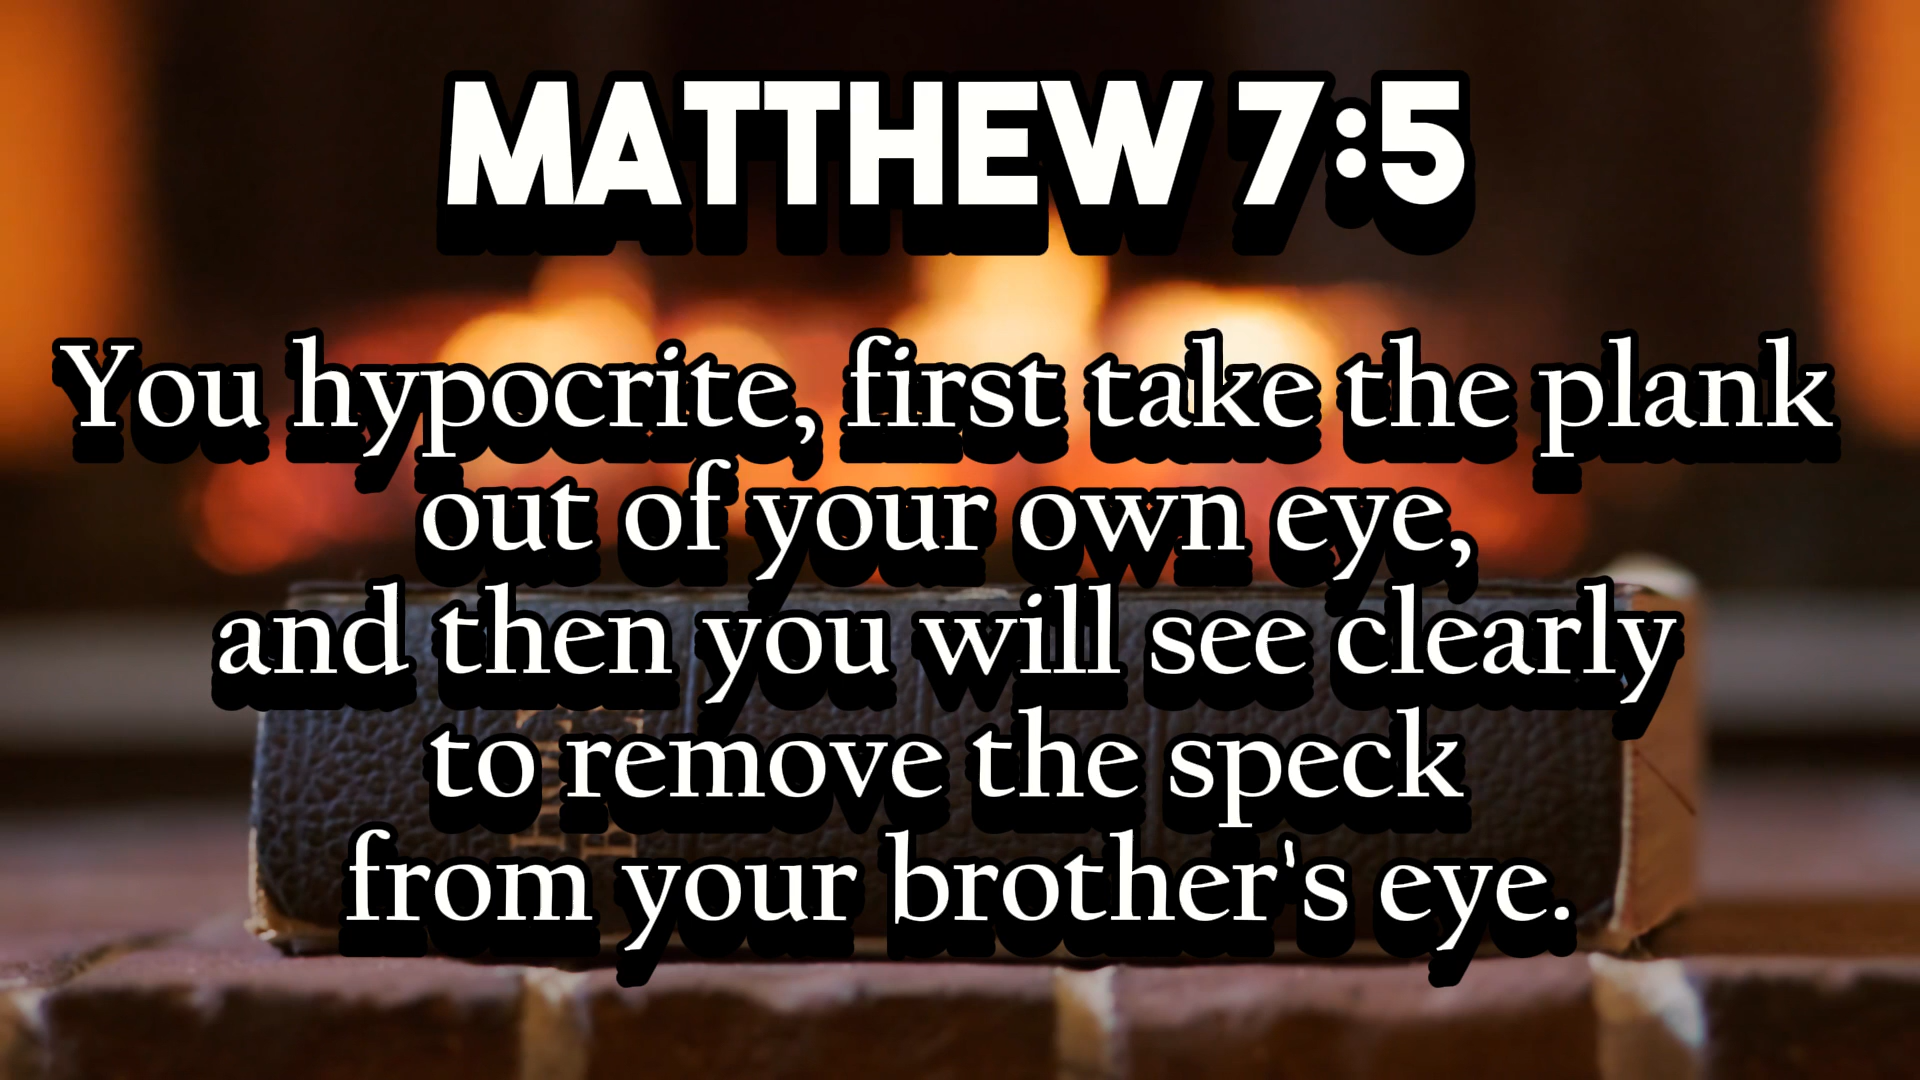 MATTHEW 7:5
You hypocrite, first take the plank
out of your own eye,
and then you will see clearly
to remove the speck
from your brother's eye.